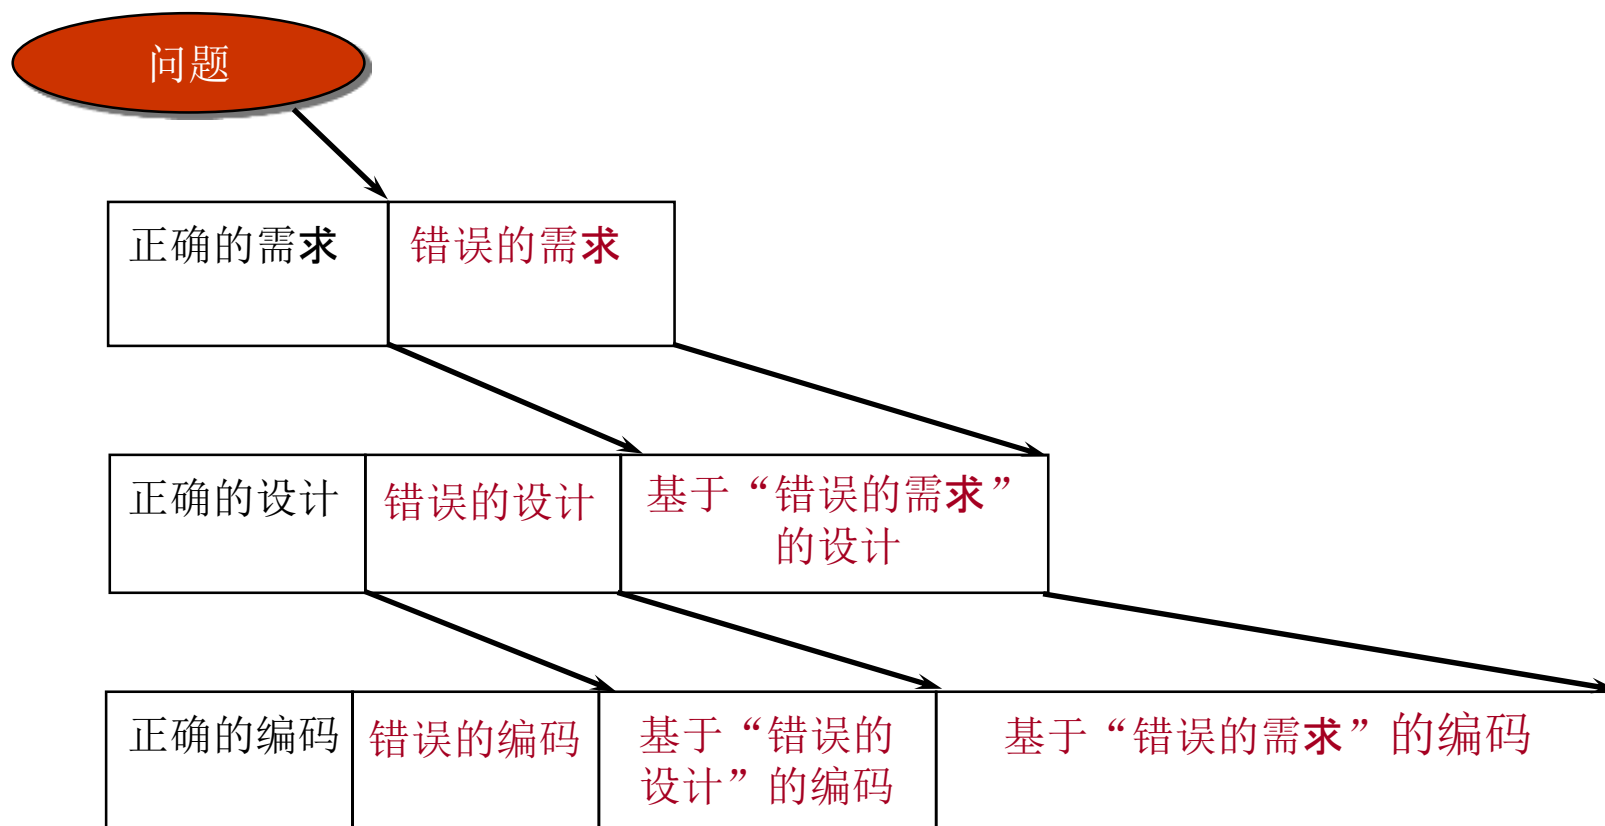 问题
正确的需求
错误的需求
正确的设计
错误的设计
基于“错误的需求”
的设计
正确的编码
错误的编码
基于“错误的
设计”的编码
基于“错误的需求”的编码